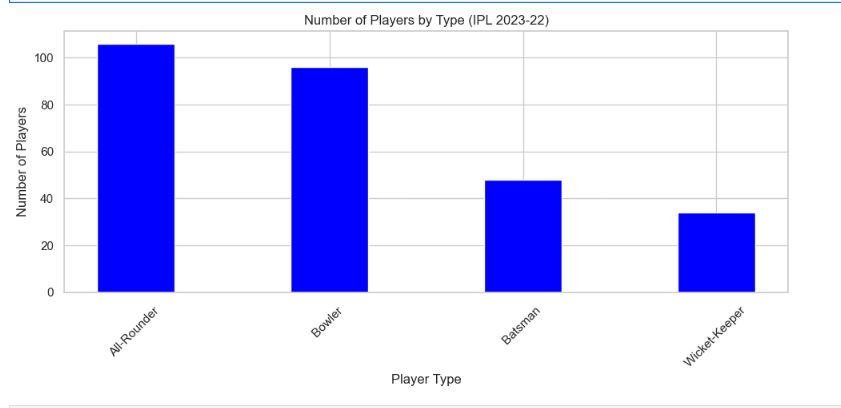 Number of Players by Type (IPL 2023-22)
100
80
60
40
20
0
Number of Players
All-Rounder
Bowler
Batsman
Wicket-Keeper
Player Type